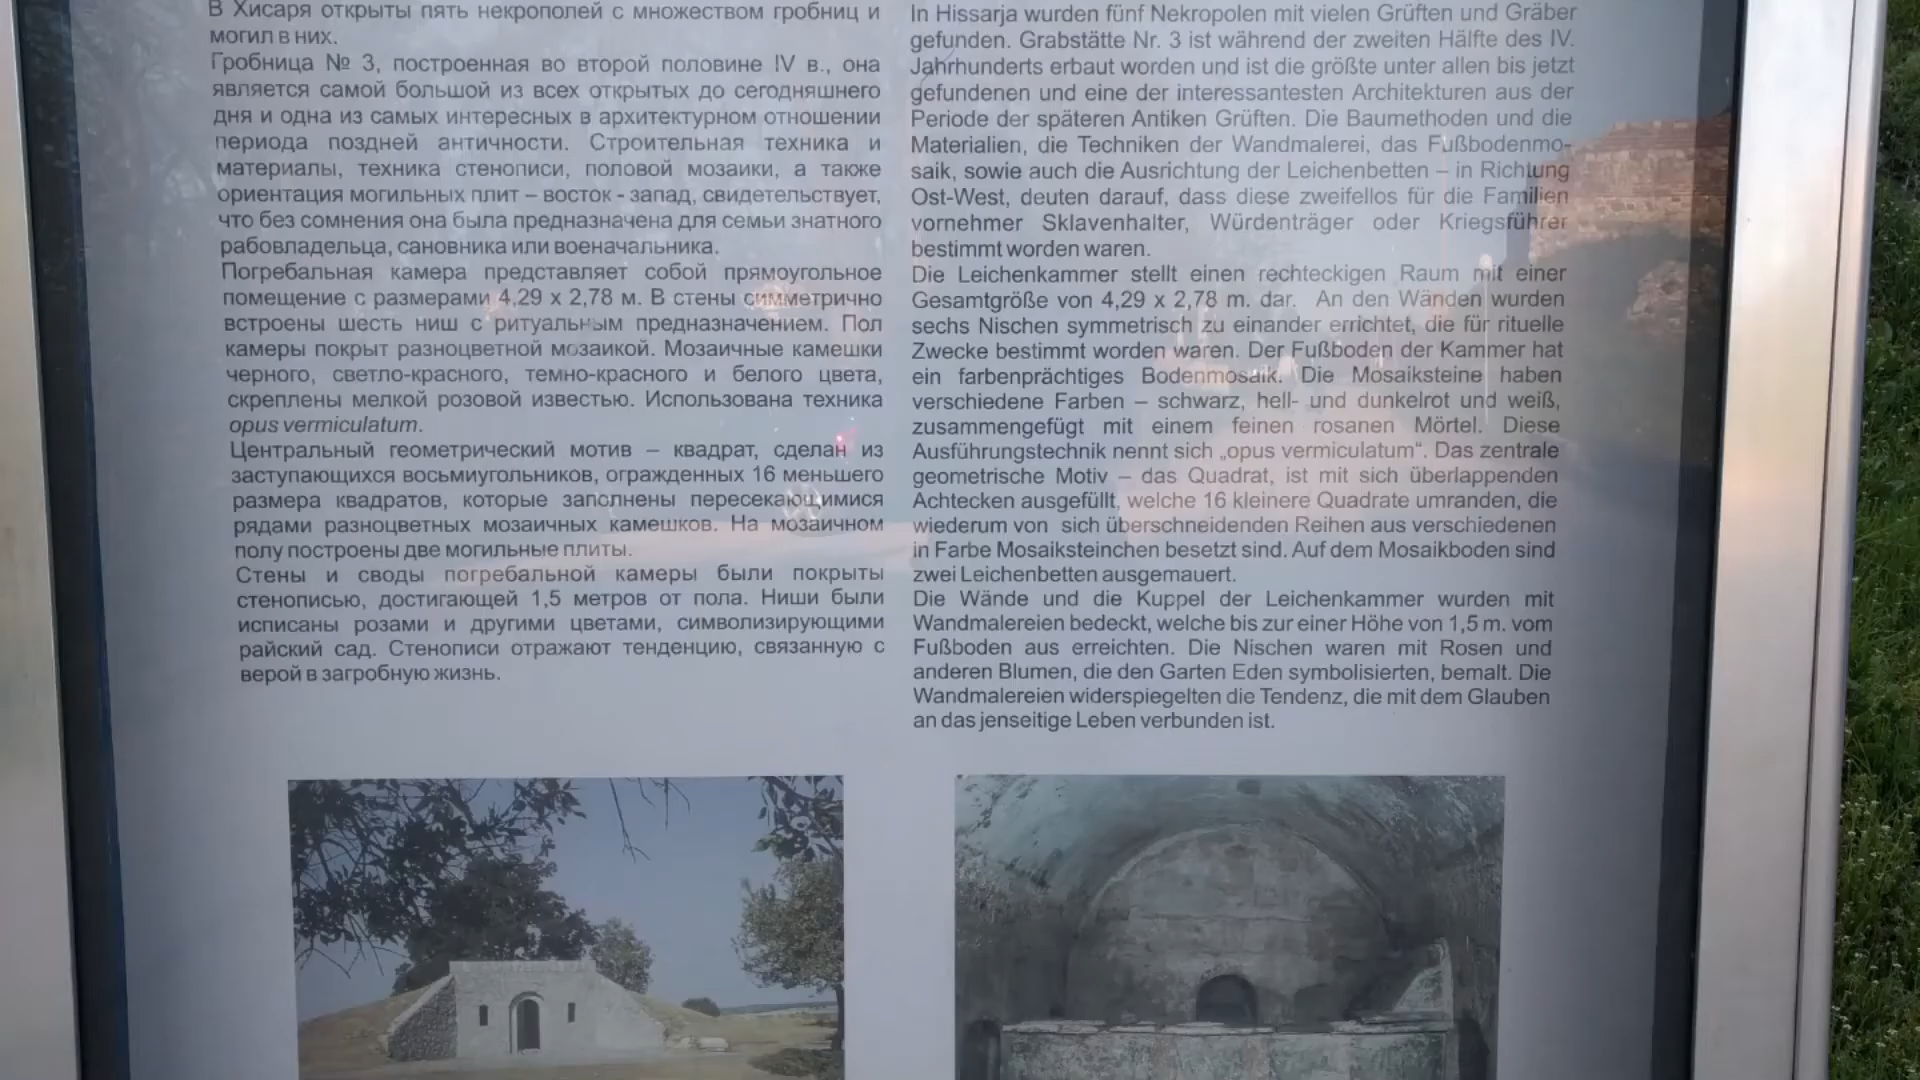 В Хисаря открыты пять некрополей с множеством гробниц и
могил в них.
Гробница № 3, построенная во второй половине IV в., она
является самой большой из всех открытых до сегодняшнего
дня и одна из самых интересных в архитектурном отношении
периода поздней античности. Строительная техника и
материалы, техника стенописи, половой мозаики, а также
ориентация могильных плит – восток - запад, свидетельствует,
что без сомнения она была предназначена для семьи знатного
рабовладельца, сановника или военачальника.
Погребальная камера представляет собой прямоугольное
помещение с размерами 4,29 x 2,78 м. В стены симметрично
встроены шесть ниш с ритуальным предназначением. Пол
камеры покрыт разноцветной мозаикой. Мозаичные камешки
черного, светло-красного, темно-красного и белого цвета,
скреплены мелкой розовой известью. Использована техника
opus vermiculatum.
Центральный геометрический мотив – квадрат, сделан из
заступающихся восьмиугольников, огражденных 16 меньшего
размера квадратов, которые заполнены пересекающимися
рядами разноцветных мозаичных камешков. На мозаичном
полу построены две могильные плиты.
Стены и своды погребальной камеры были покрыты
стенописью, достигающей 1,5 метров от пола. Ниши были
исписаны розами и другими цветами, символизирующими
райский сад. Стенописи отражают тенденцию, связанную с
верой в загробную жизнь.
In Hissarja wurden fünf Nekropolen mit vielen Grüften und Gräber
gefunden. Grabstätte Nr. 3 ist während der zweiten Hälfte des IV.
Jahrhunderts erbaut worden und ist die größte unter allen bis jetzt
gefundenen und eine der interessantesten Architekturen aus der
Periode der späteren Antiken Grüften. Die Baumethoden und die
Materialien, die Techniken der Wandmalerei, das Fußbodenmo-
saik, sowie auch die Ausrichtung der Leichenbetten – in Richtung
Ost-West, deuten darauf, dass diese zweifellos für die Familien
vornehmer Sklavenhalter, Würdenträger oder Kriegsführer
bestimmt worden waren.
Die Leichenkammer stellt einen rechteckigen Raum mit einer
Gesamtgröße von 4,29 x 2,78 m. dar. An den Wänden wurden
sechs Nischen symmetrisch zu einander errichtet, die für rituelle
Zwecke bestimmt worden waren. Der Fußboden der Kammer hat
ein farbenprächtiges Bodenmosaik. Die Mosaiksteine haben
verschiedene Farben – schwarz, hell- und dunkelrot und weiß,
zusammengefügt mit einem feinen rosanen Mörtel. Diese
Ausführungstechnik nennt sich „opus vermiculatum“. Das zentrale
geometrische Motiv – das Quadrat, ist mit sich überlappenden
Achtecken ausgefüllt, welche 16 kleinere Quadrate umranden, die
wiederum von sich überschneidenden Reihen aus verschiedenen
in Farbe Mosaiksteinchen besetzt sind. Auf dem Mosaikboden sind
zwei Leichenbetten ausgemauert.
Die Wände und die Kuppel der Leichenkammer wurden mit
Wandmalereien bedeckt, welche bis zur einer Höhe von 1,5 m. vom
Fußboden aus erreichten. Die Nischen waren mit Rosen und
anderen Blumen, die den Garten Eden symbolisierten, bemalt. Die
Wandmalereien widerspiegelten die Tendenz, die mit dem Glauben
an das jenseitige Leben verbunden ist.